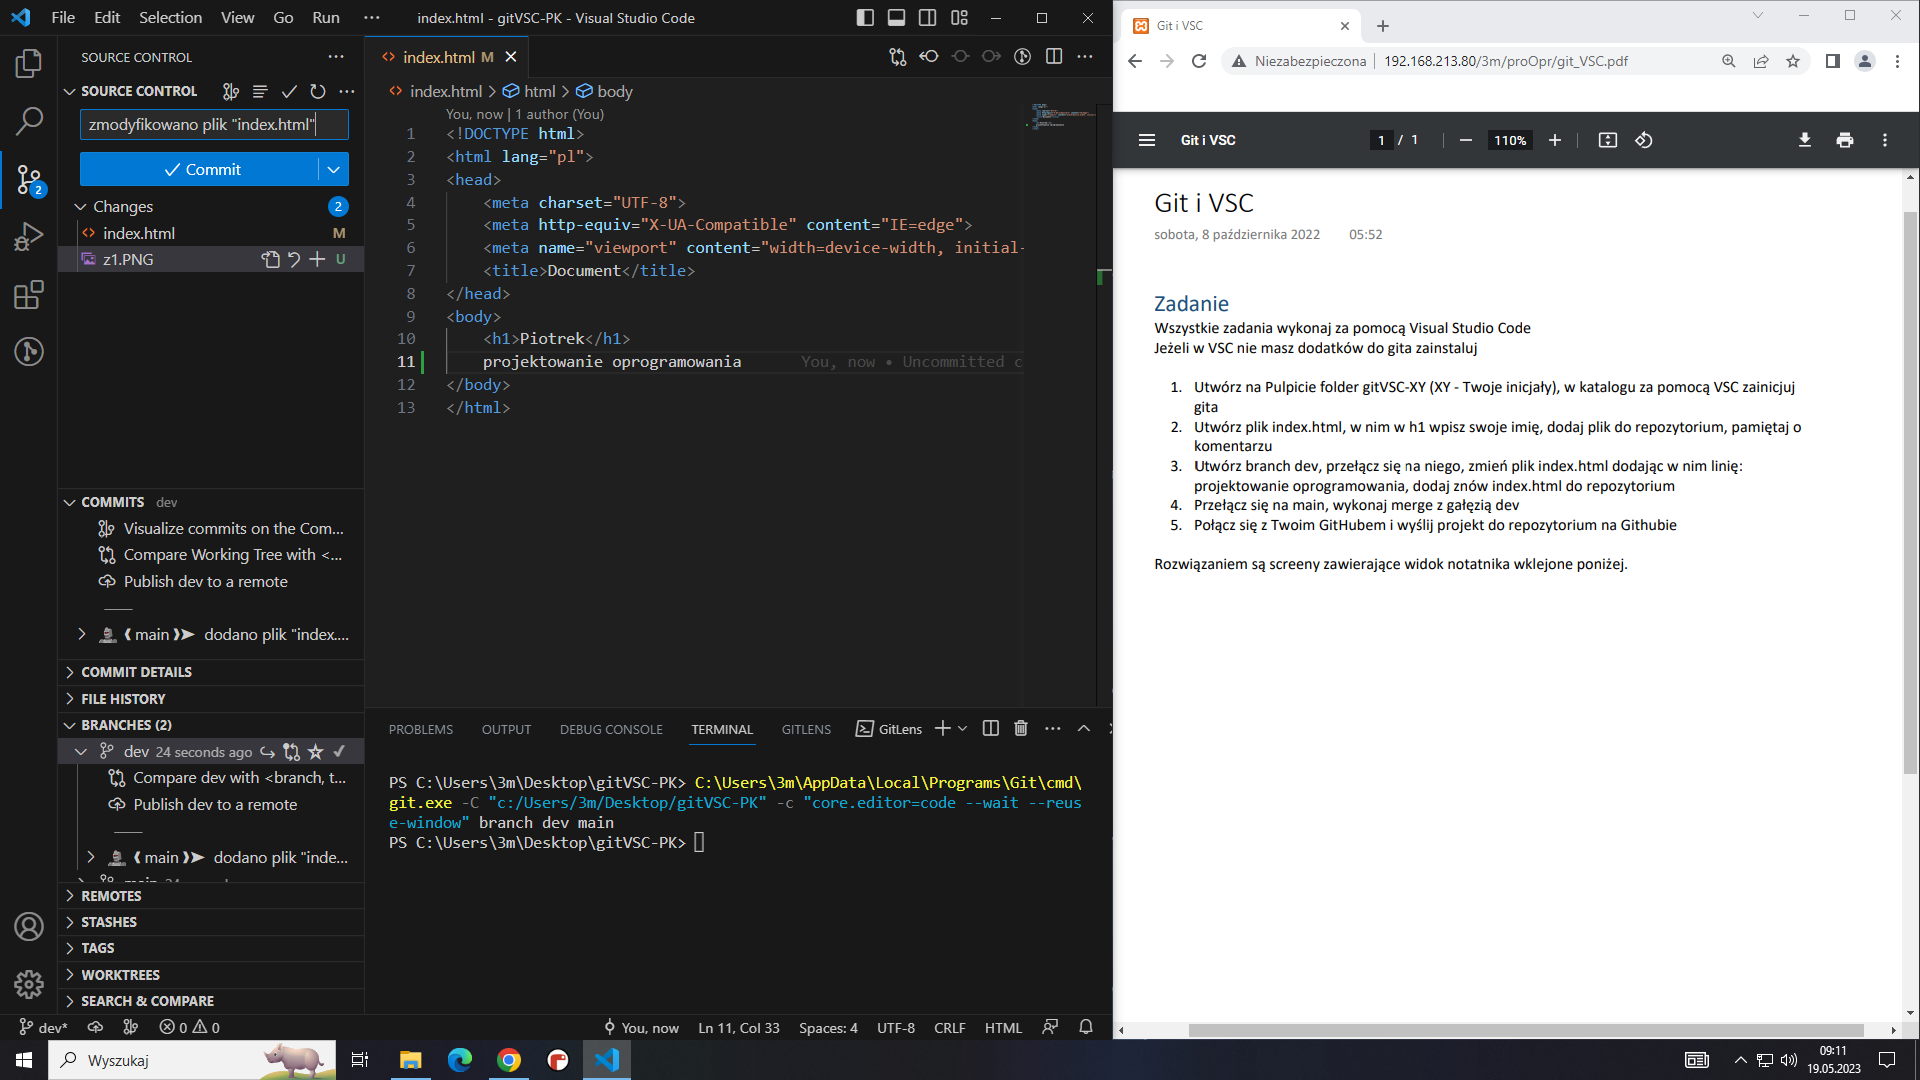 File Edit Selection View Go Run ··· index.html - gitVSC-PK - Visual Studio Code
SOURCE CONTROL ···
SOURCE CONTROL ···
zmodyfikowano plik "index.html"
Commit
Changes 2
index.html M
z1.PNG U
2
COMMITS dev
Visualize commits on the Com...
Compare Working Tree with <...
Publish dev to a remote
❰ main ❱➤ dodano plik "index....
COMMIT DETAILS
FILE HISTORY
BRANCHES (2)
dev 24 seconds ago
Compare dev with <branch, t...
Publish dev to a remote
❰ main ❱➤ dodano plik "inde...
REMOTES
STASHES
TAGS
WORKTREES
SEARCH & COMPARE
index.html M
index.html > html > body
You, now | 1 author (You)
1 <!DOCTYPE html>
2 <html lang="pl">
3 <head>
4 <meta charset="UTF-8">
5 <meta http-equiv="X-UA-Compatible" content="IE=edge">
6 <meta name="viewport" content="width=device-width, initial-
7 <title>Document</title>
8 </head>
9 <body>
10 <h1>Piotrek</h1>
11 projektowanie oprogramowania You, now • Uncommitted c
12 </body>
13 </html>
PROBLEMS OUTPUT DEBUG CONSOLE TERMINAL GITLENS GitLens
PS C:\Users\3m\Desktop\gitVSC-PK> C:\Users\3m\AppData\Local\Programs\Git\cmd\
git.exe -C "c:/Users/3m/Desktop/gitVSC-PK" -c "core.editor=code --wait --reus
e-window" branch dev main
PS C:\Users\3m\Desktop\gitVSC-PK>
dev* 0 0 You, now Ln 11, Col 33 Spaces: 4 UTF-8 CRLF HTML
Git i VSC
Niezabezpieczona | 192.168.213.80/3m/proOpr/git_VSC.pdf
Git i VSC 1 / 1 110%
Git i VSC
sobota, 8 października 2022 05:52
Zadanie
Wszystkie zadania wykonaj za pomocą Visual Studio Code
Jeżeli w VSC nie masz dodatków do gita zainstaluj
1. Utwórz na Pulpicie folder gitVSC-XY (XY - Twoje inicjały), w katalogu za pomocą VSC zainicjuj
gita
2. Utwórz plik index.html, w nim w h1 wpisz swoje imię, dodaj plik do repozytorium, pamiętaj o
komentarzu
3. Utwórz branch dev, przełącz się na niego, zmień plik index.html dodając w nim linię:
projektowanie oprogramowania, dodaj znów index.html do repozytorium
4. Przełącz się na main, wykonaj merge z gałęzią dev
5. Połącz się z Twoim GitHubem i wyślij projekt do repozytorium na Githubie
Rozwiązaniem są screeny zawierające widok notatnika wklejone poniżej.
Wyszukaj
09:11
19.05.2023